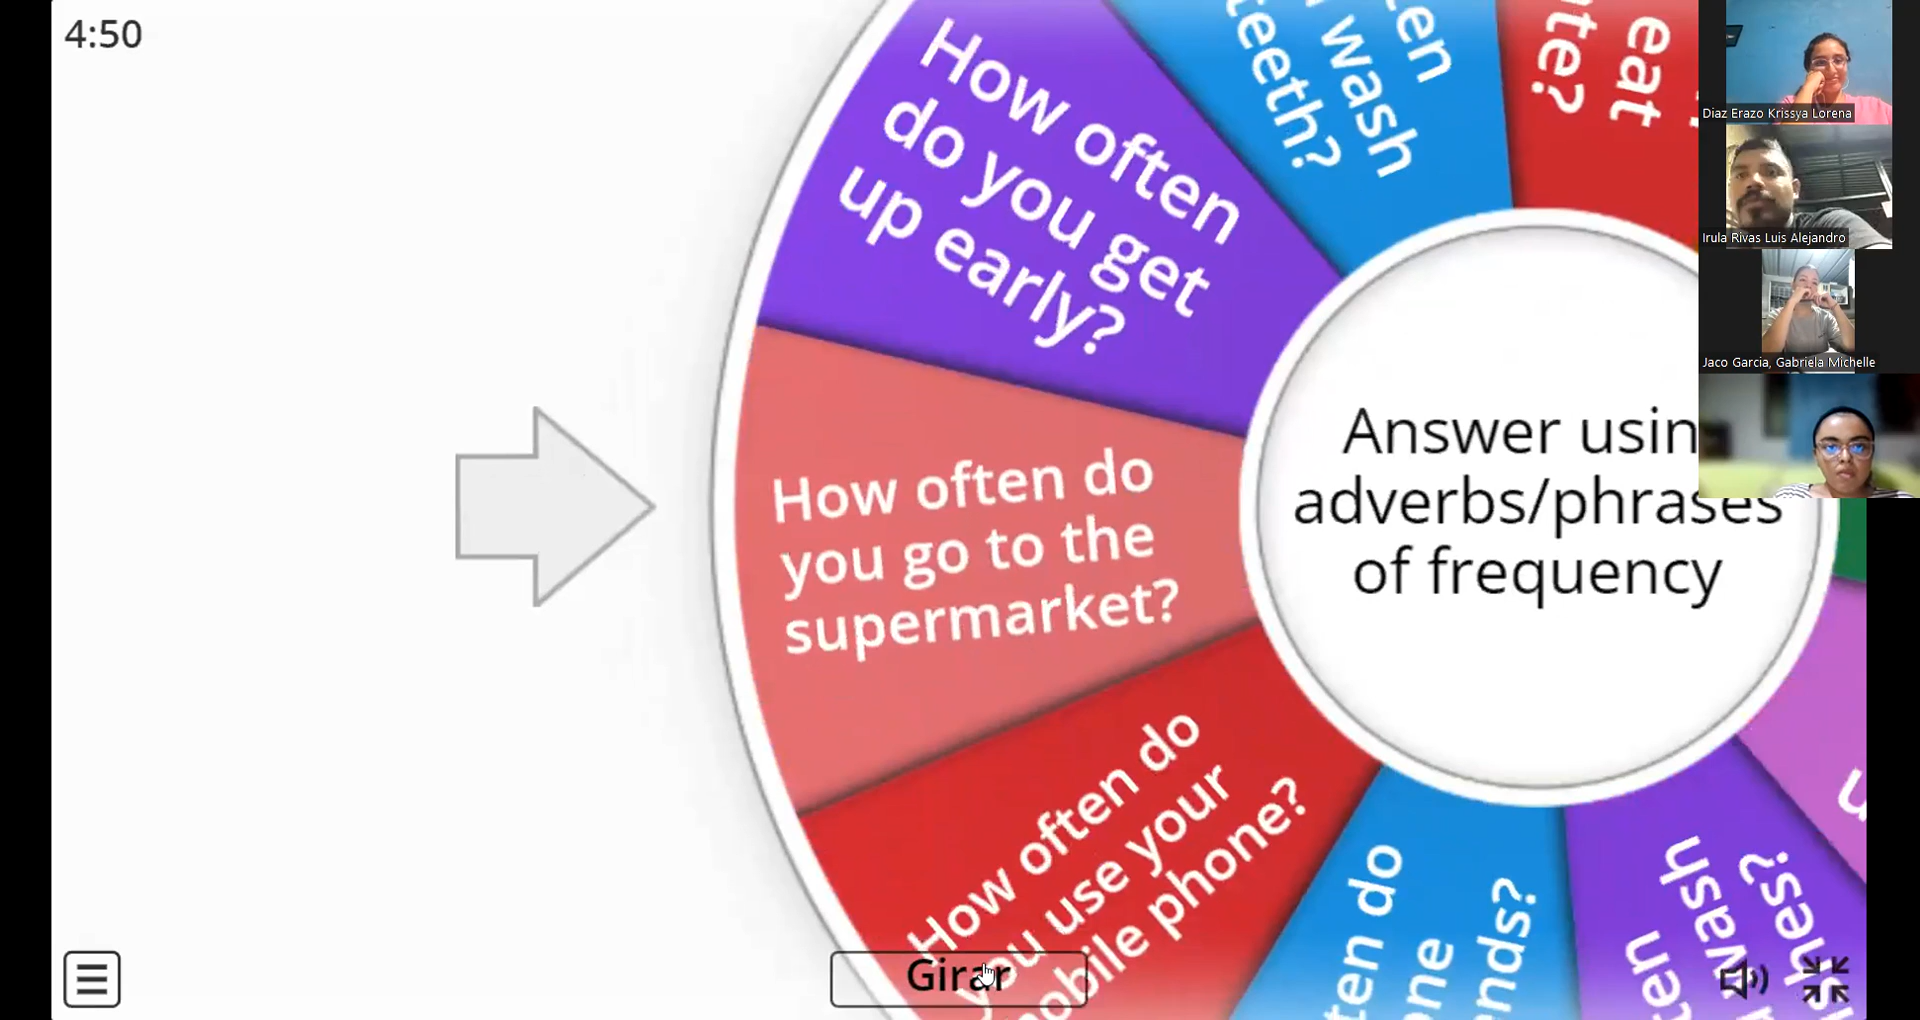 4:50
How often
do you get
up early?
wash
teeth?
eat
How often do
you go to the
supermarket?
How often do
you use your
mobile phone?
Answer
adverbs/phrases
of frequency
do
wash
Girar
Diaz Erazo Krissya Lorena
Irula Rivas Luis Alejandro
Jaco Garcia, Gabriela Michelle